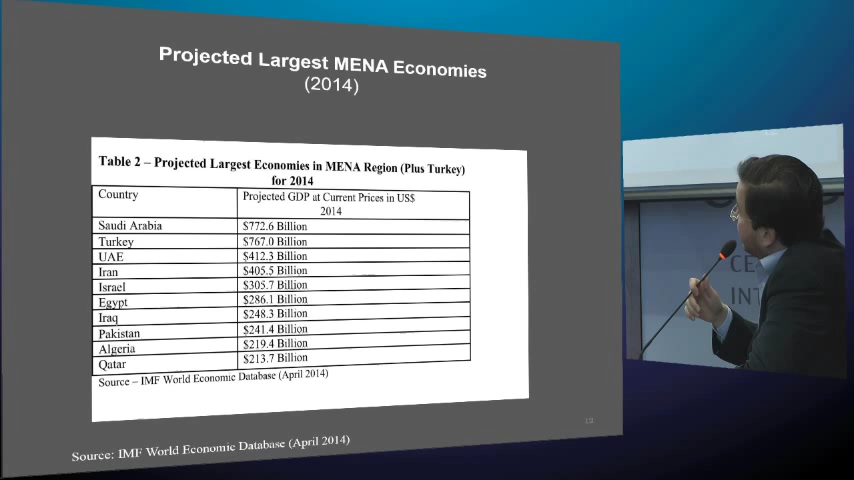 Projected Largest MENA Economies
(2014)
Table 2 – Projected Largest Economies in MENA Region (Plus Turkey)
for 2014
Country Projected GDP at Current Prices in US$
2014
Saudi Arabia $772.6 Billion
Turkey $767.0 Billion
UAE $412.3 Billion
Iran $405.5 Billion
Israel $305.7 Billion
Egypt $286.1 Billion
Iraq $248.3 Billion
Pakistan $241.4 Billion
Algeria $219.4 Billion
Qatar $213.7 Billion
Source – IMF World Economic Database (April 2014)
Source: IMF World Economic Database (April 2014)
CE
INT